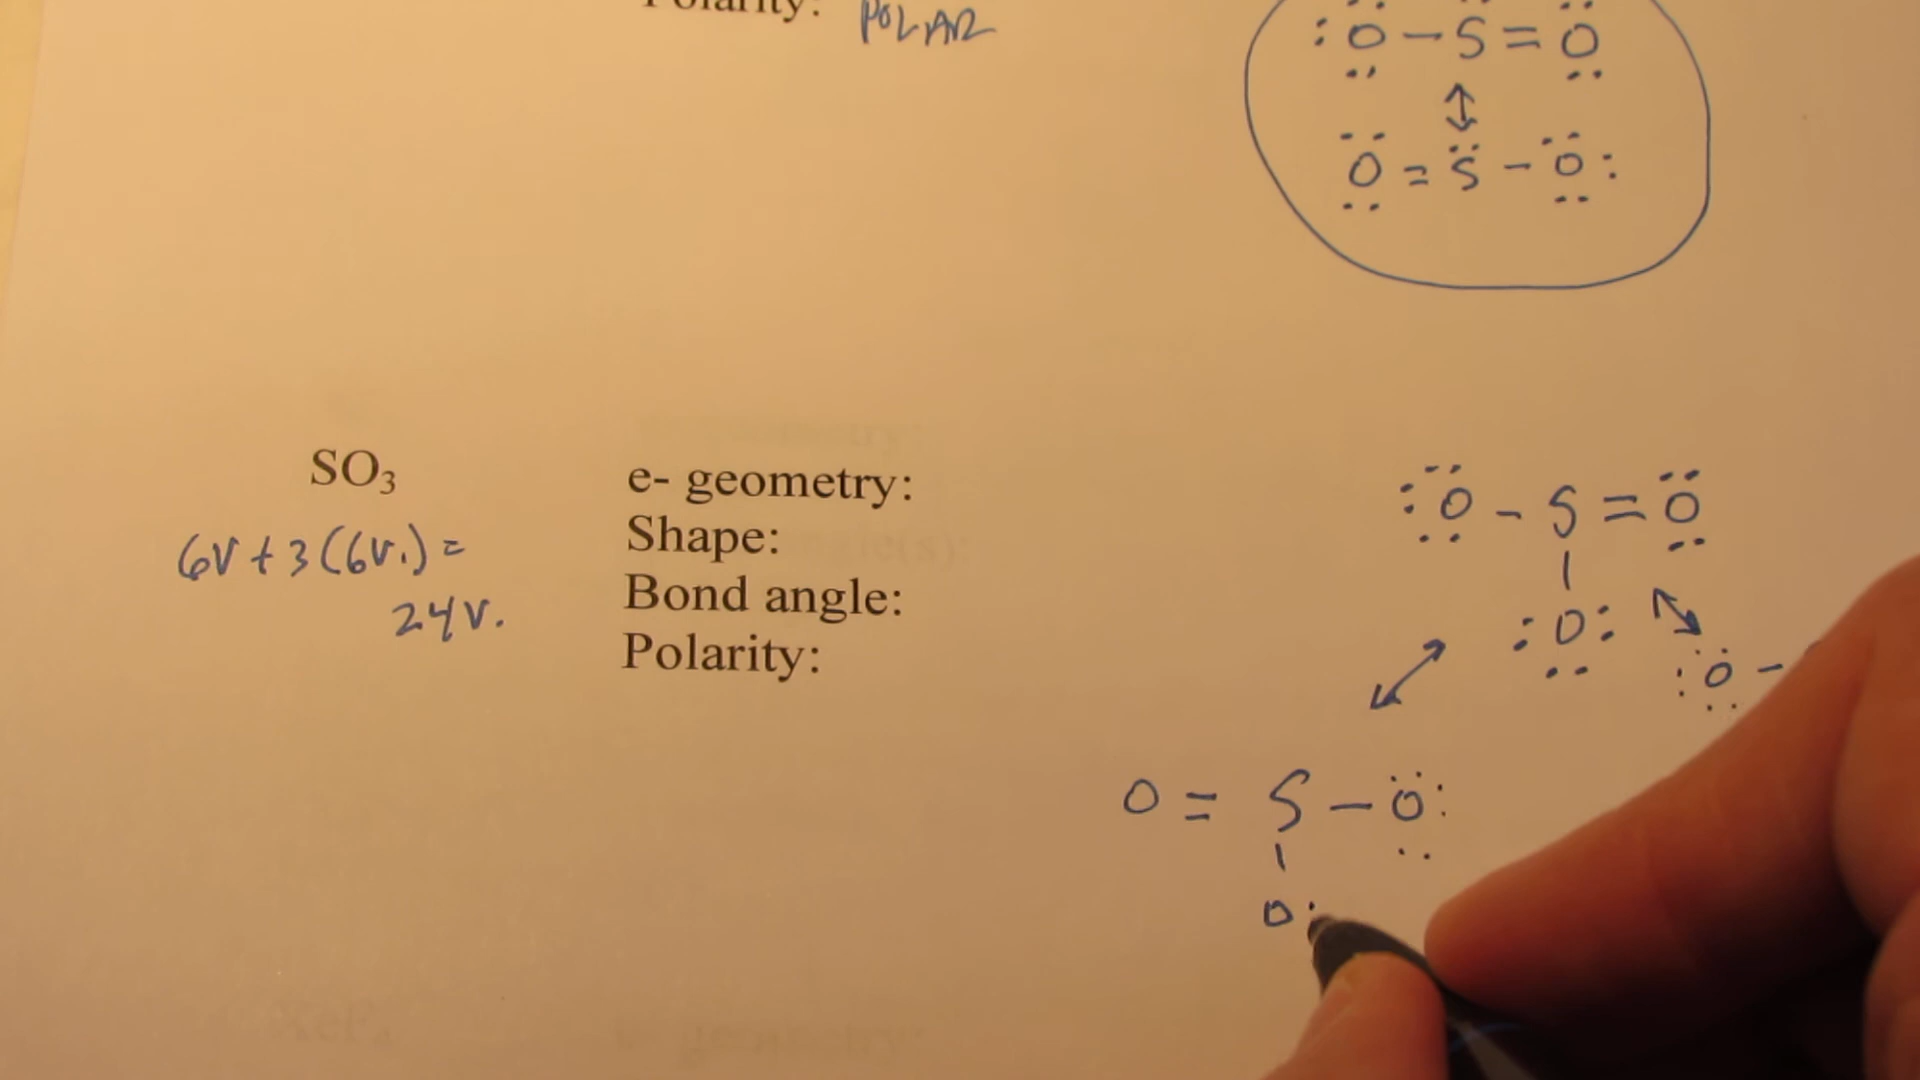 Polarity: POLAR
:O - S = O
O = S - O:
SO₃
6V + 3(6V.) =
24V.
e- geometry:
Shape:
Bond angle:
Polarity:
:O - S = O
|
:O:
:O -
O = S - O:
|
O: